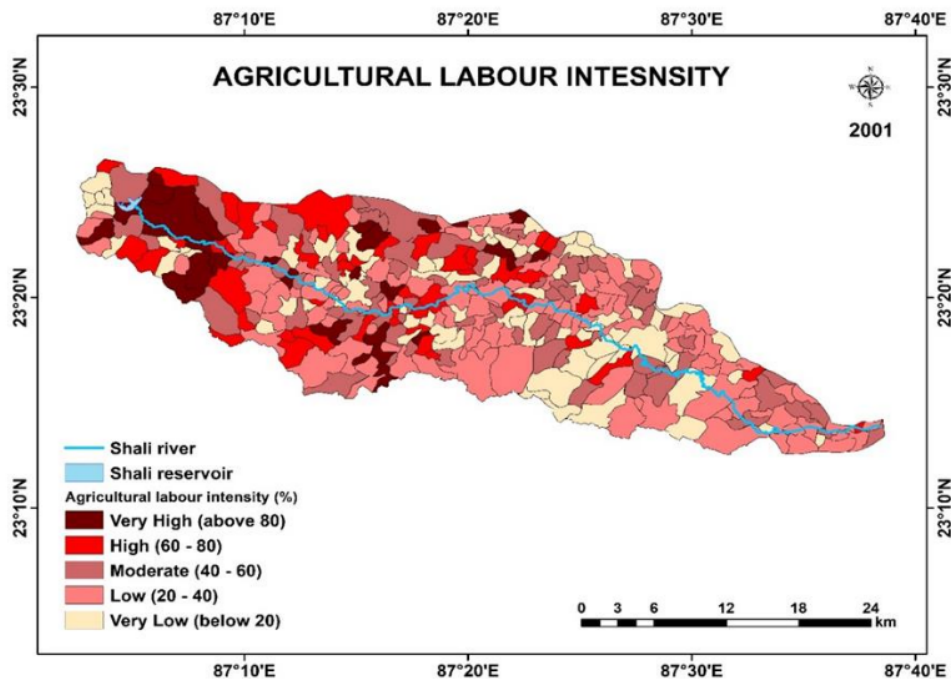 87°10'E 87°20'E 87°30'E 87°40'E
AGRICULTURAL LABOUR INTESNSITY
N
W E
S
2001
23°30'N 23°30'N
23°20'N 23°20'N
23°10'N 23°10'N
Shali river
Shali reservoir
Agricultural labour intensity (%)
Very High (above 80)
High (60 - 80)
Moderate (40 - 60)
Low (20 - 40)
Very Low (below 20)
0 3 6 12 18 24
km
87°10'E 87°20'E 87°30'E 87°40'E